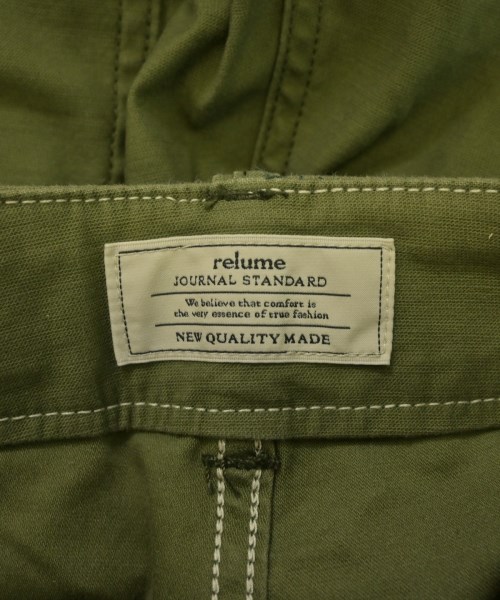 relume
JOURNAL STANDARD
We believe that comfort is
the very essence of true fashion
NEW QUALITY MADE